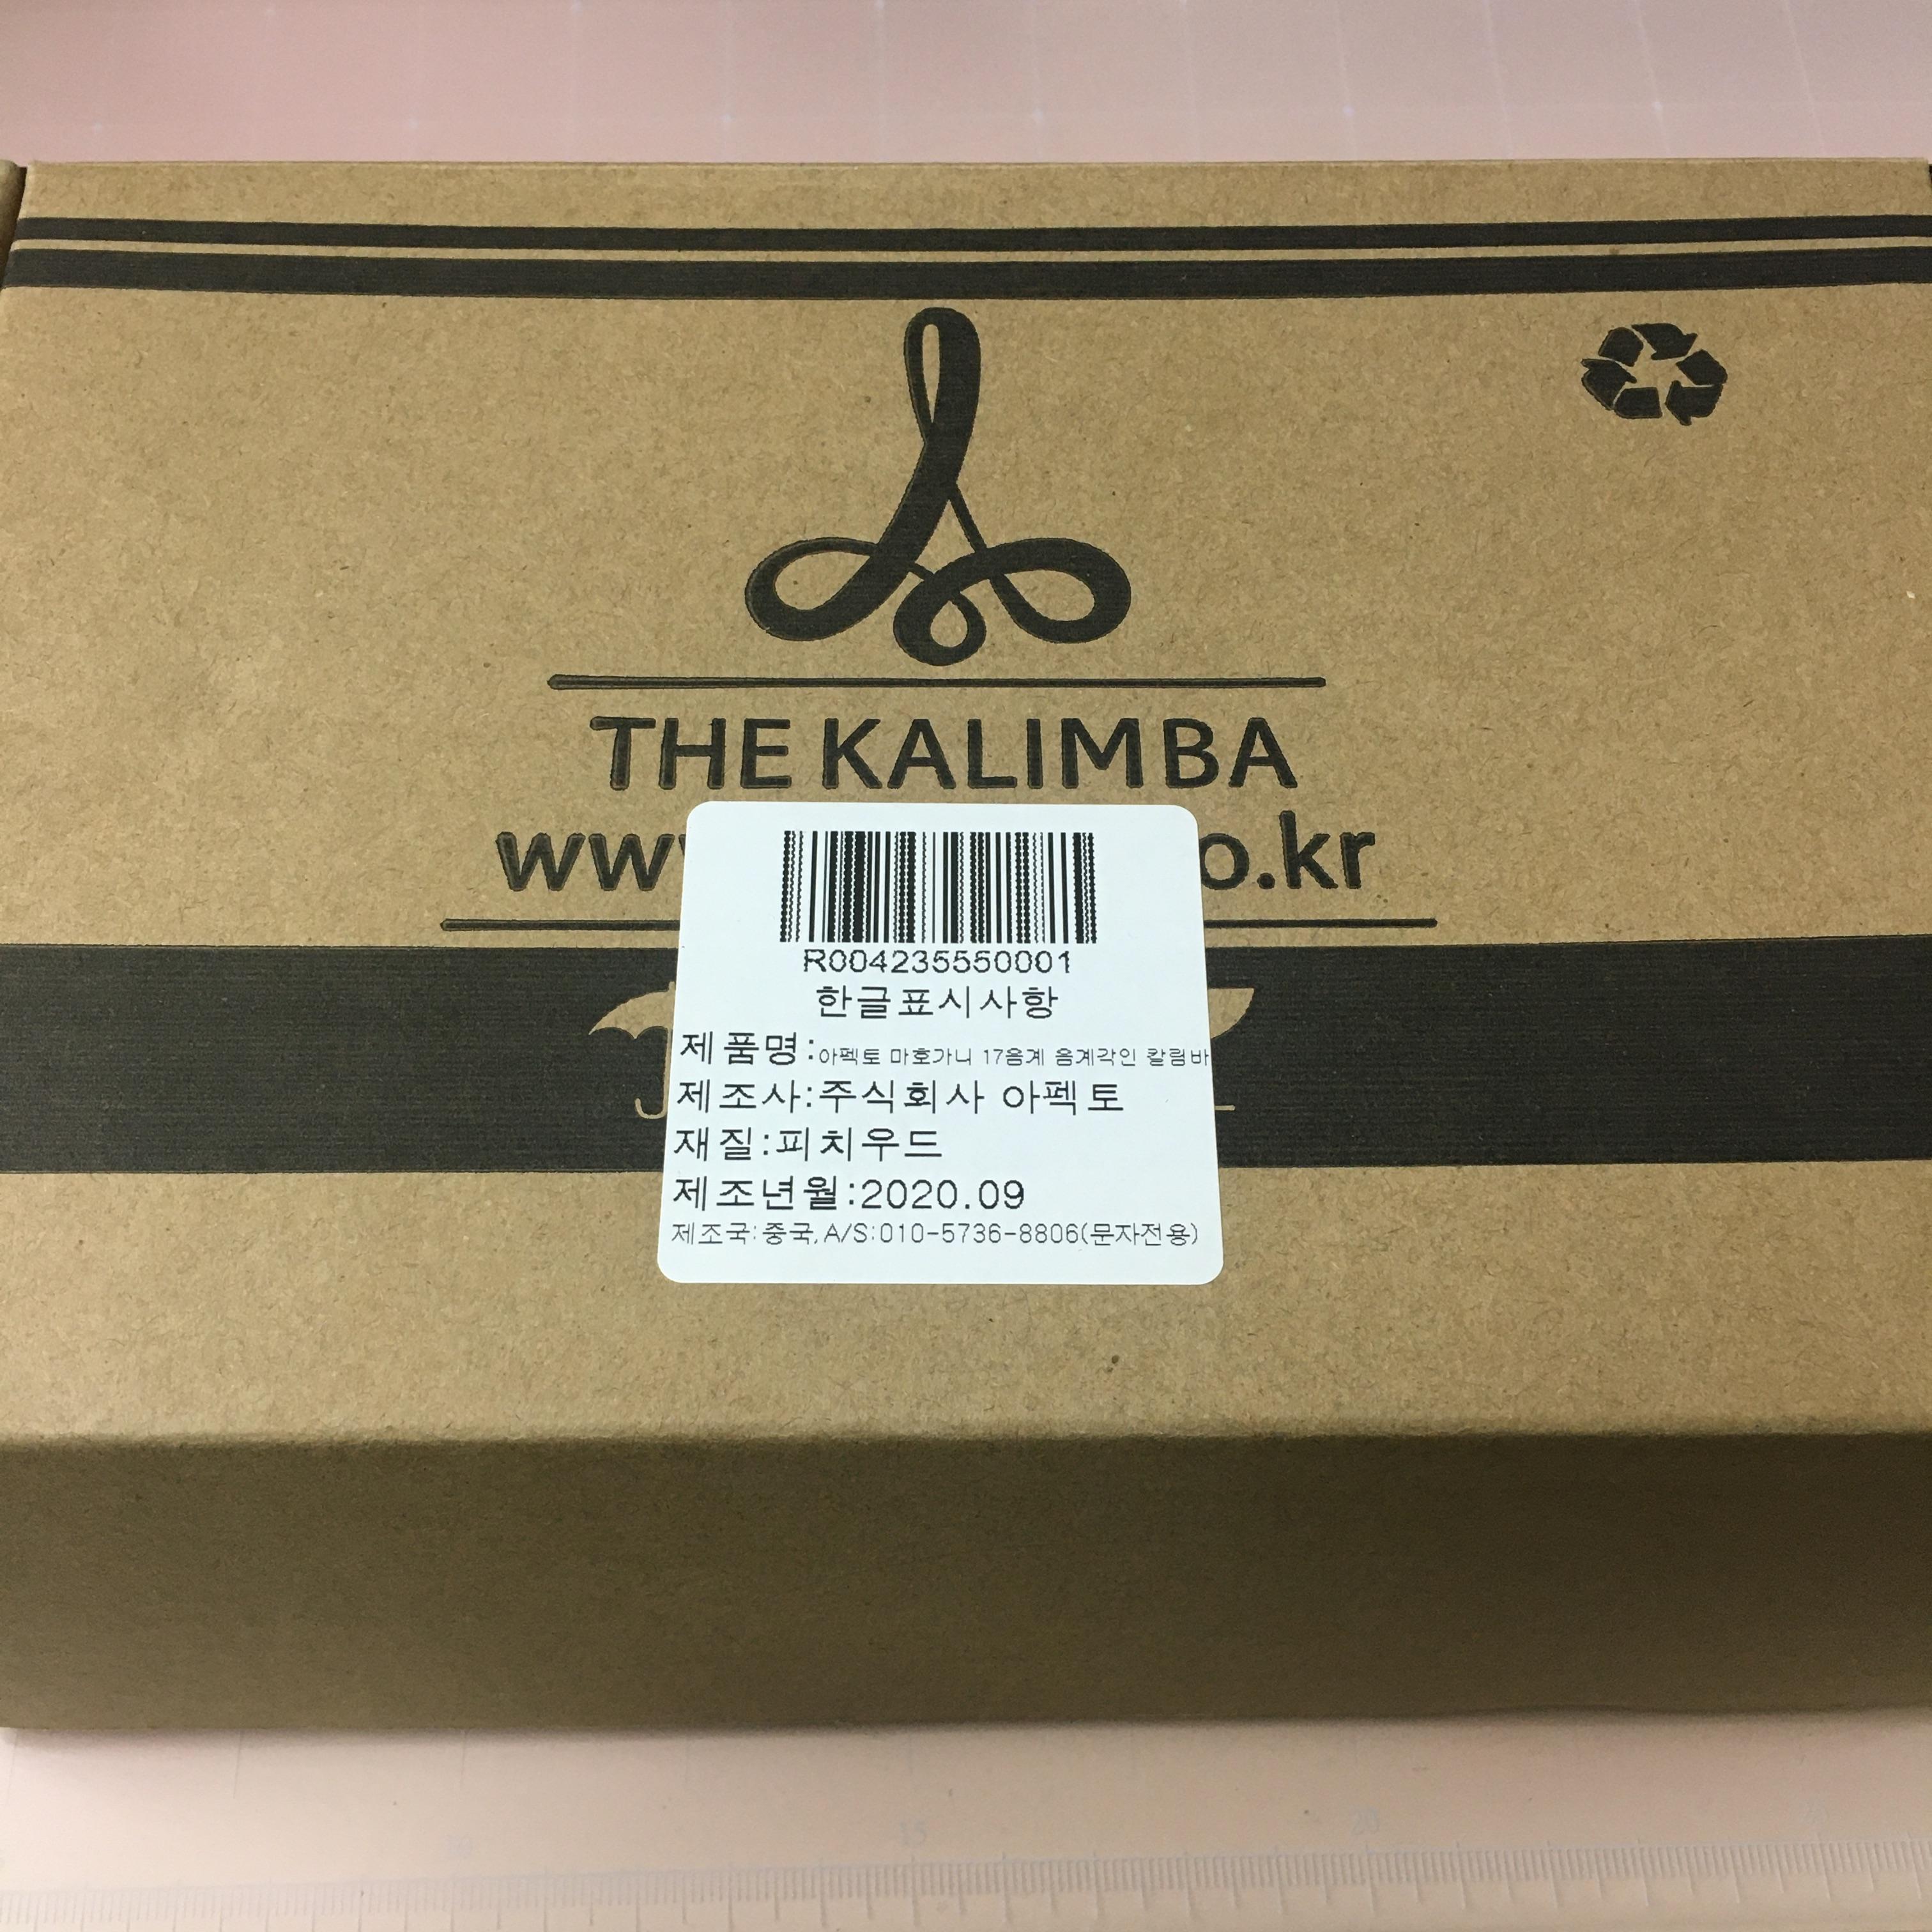 THE KALIMBA
www o.kr
R004235550001
한글표시사항
제품명:아펙토 마호가니 17음계 음계각인 칼림바
제조사:주식회사 아펙토
재질:피치우드
제조년월:2020.09
제조국:중국,A/S:010-5736-8806(문자전용)
15
20